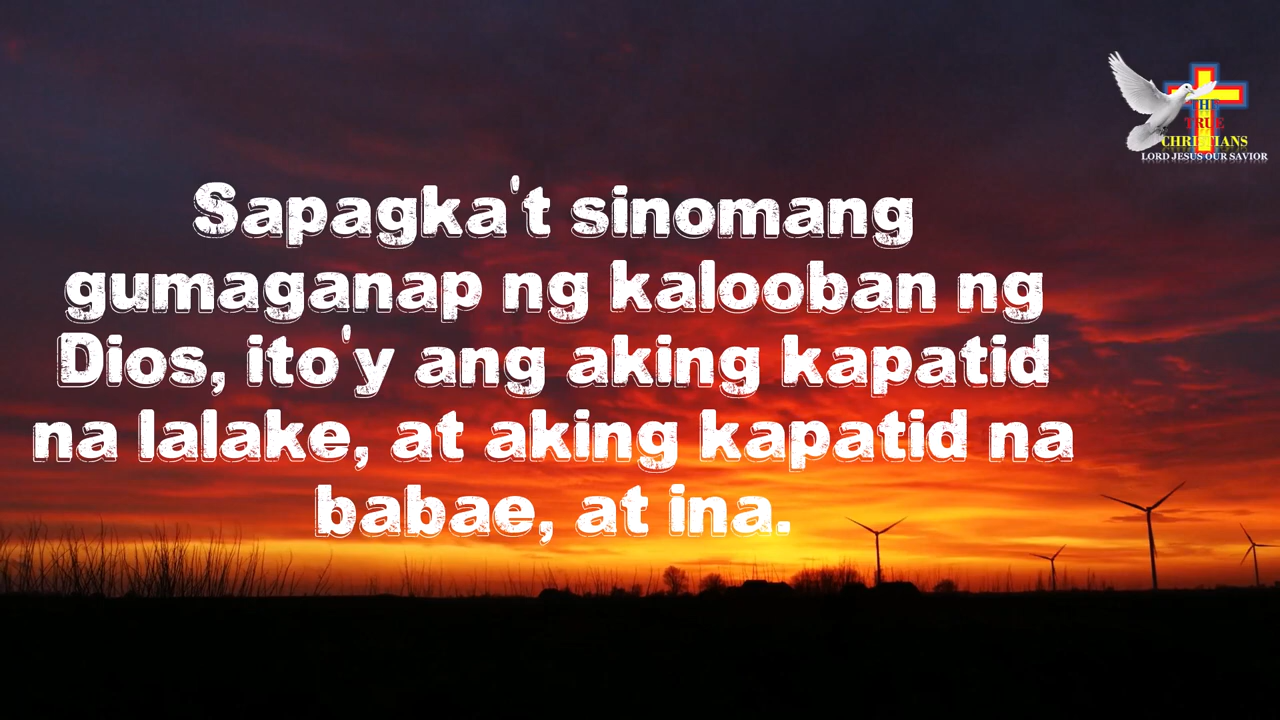 THE
TRUE
CHRISTIANS
LORD JESUS OUR SAVIOR
Sapagka't sinomang
gumaganap ng kalooban ng
Dios, ito'y ang aking kapatid
na lalake, at aking kapatid na
babae, at ina.